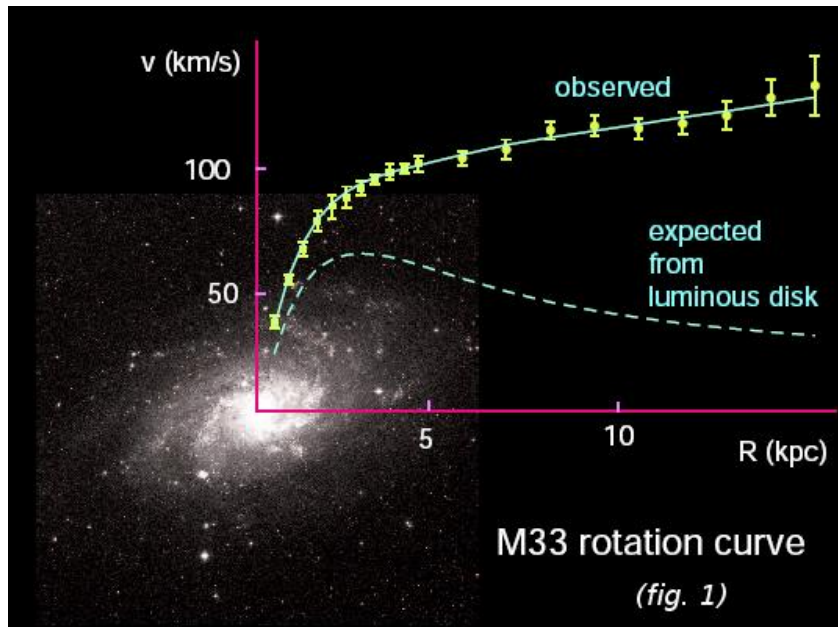 v (km/s)
observed
100
expected
from
luminous disk
50
5
10
R (kpc)
M33 rotation curve
(fig. 1)